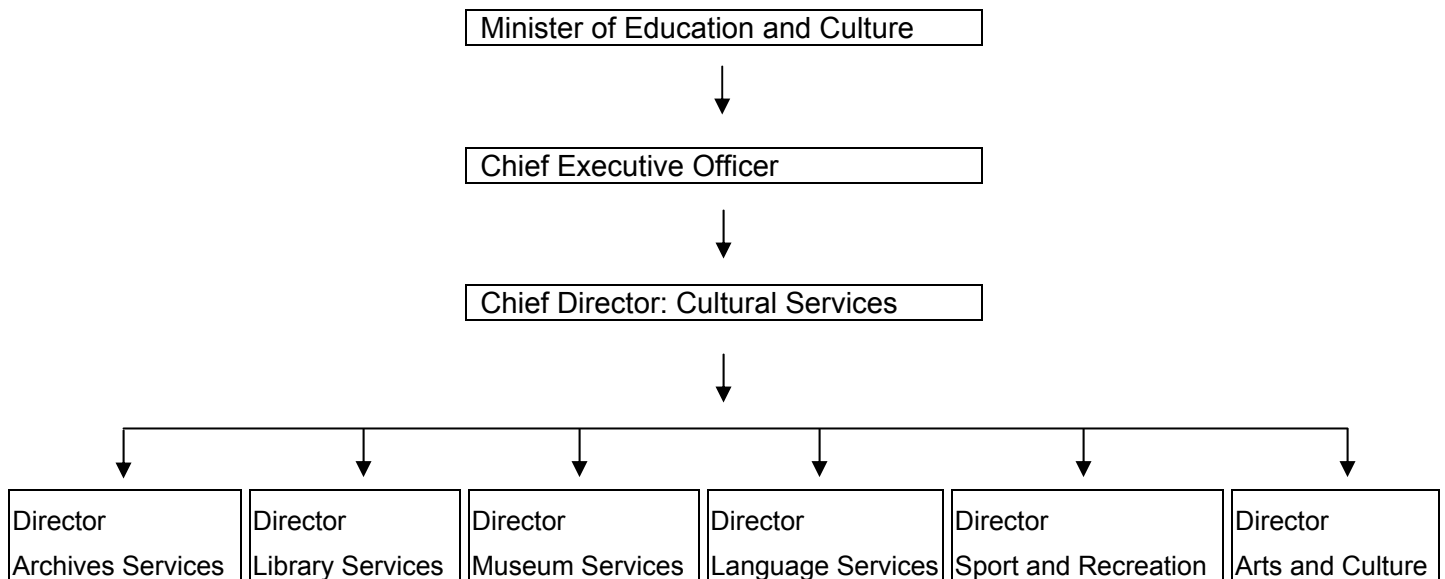 Minister of Education and Culture
Chief Executive Officer
Chief Director: Cultural Services
Director
Archives Services
Director
Library Services
Director
Museum Services
Director
Language Services
Director
Sport and Recreation
Director
Arts and Culture